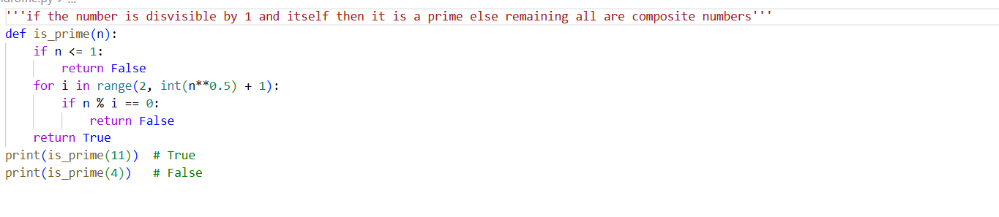 '''if the number is disvisible by 1 and itself then it is a prime else remaining all are composite numbers'''
def is_prime(n):
    if n <= 1:
        return False
    for i in range(2, int(n**0.5) + 1):
        if n % i == 0:
            return False
    return True
print(is_prime(11))  # True
print(is_prime(4))   # False